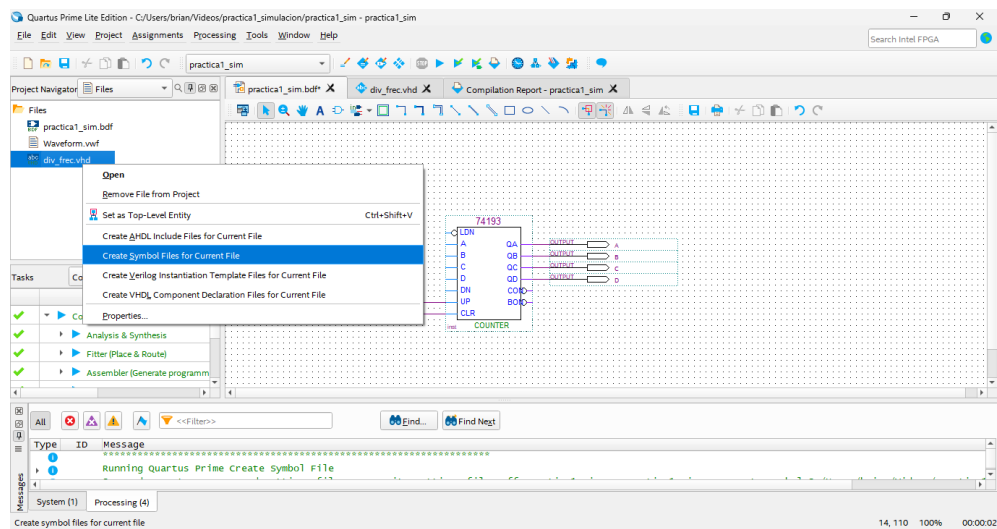 Quartus Prime Lite Edition - C:/Users/brian/Videos/practica1_simulacion/practica1_sim - practica1_sim
File Edit View Project Assignments Processing Tools Window Help
Search Intel FPGA
practica1_sim
Project Navigator Files
practica1_sim.bdf*
div_frec.vhd
Compilation Report - practica1_sim
Files
practica1_sim.bdf
Waveform.vwf
div_frec.vhd
Open
Remove File from Project
Set as Top-Level Entity Ctrl+Shift+V
Create AHDL Include Files for Current File
Create Symbol Files for Current File
Create Verilog Instantiation Template Files for Current File
Create VHDL Component Declaration Files for Current File
Properties...
74193
LDN
A QA OUTPUT A
B QB OUTPUT B
C QC OUTPUT C
D QD OUTPUT D
DN CON
UP BON
CLR
inst COUNTER
Tasks Co
Co
Analysis & Synthesis
Fitter (Place & Route)
Assembler (Generate programm
All <<Filter>> Find... Find Next
Type ID Message
************************************************************
Running Quartus Prime Create Symbol File
Messages
System (1) Processing (4)
Create symbol files for current file
14, 110 100% 00:00:02